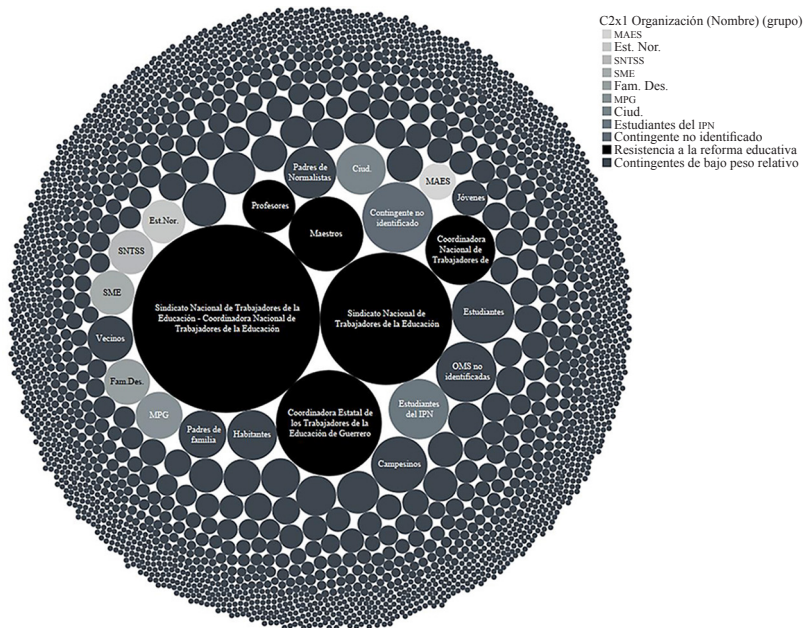 C2x1 Organización (Nombre) (grupo)
MAES
Est. Nor.
SNTSS
SME
Fam. Des.
MPG
Ciud.
Estudiantes del IPN
Contingente no identificado
Resistencia a la reforma educativa
Contingentes de bajo peso relativo
Padres de
Normalistas
Ciud.
MAES
Jóvenes
Profesores
Est.Nor.
Contingente no
identificado
Maestros
Coordinadora
Nacional de
Trabajadores de
SNTSS
SME
Sindicato Nacional de Trabajadores de la
Educación - Coordinadora Nacional de
Trabajadores de la Educación
Sindicato Nacional de
Trabajadores de la Educación
Estudiantes
Vecinos
OMS no
identificadas
Fam.Des.
MPG
Padres de
familia
Habitantes
Coordinadora Estatal de
los Trabajadores de la
Educación de Guerrero
Estudiantes
del IPN
Campesinos